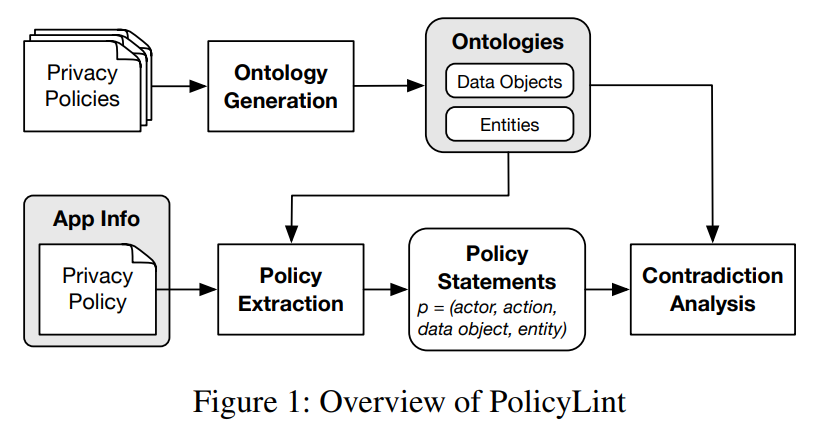 Privacy
Policies
Ontology
Generation
Ontologies
Data Objects
Entities
App Info
Privacy
Policy
Policy
Extraction
Policy
Statements
p = (actor, action,
data object, entity)
Contradiction
Analysis
Figure 1: Overview of PolicyLint